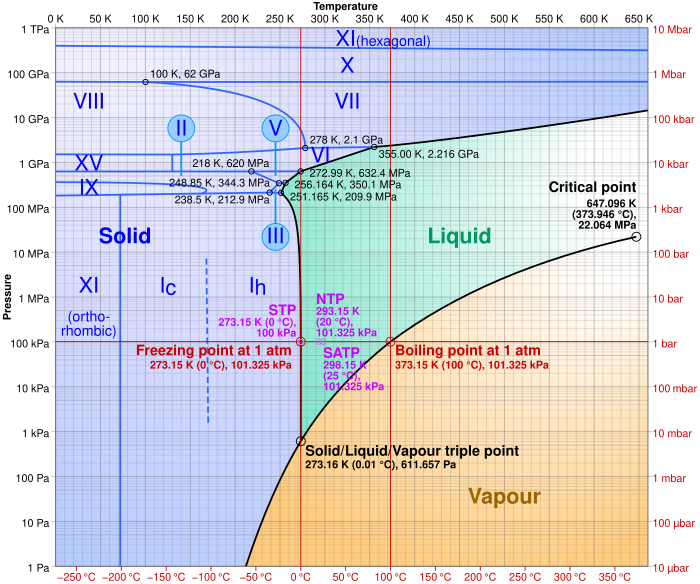 Temperature
0 K
50 K
100 K
150 K
200 K
250 K
300 K
350 K
400 K
450 K
500 K
550 K
600 K
650 K
1 TPa
10 Mbar
XI(hexagonal)
X
100 GPa
1 Mbar
100 K, 62 GPa
VIII
VII
10 GPa
100 kbar
II
V
278 K, 2.1 GPa
VI
355.00 K, 2.216 GPa
1 GPa
10 kbar
XV
218 K, 620 MPa
272.99 K, 632.4 MPa
IX
248.85 K, 344.3 MPa
256.164 K, 350.1 MPa
238.5 K, 212.9 MPa
251.165 K, 209.9 MPa
Critical point
647.096 K
(373.946 °C),
22.064 MPa
100 MPa
1 kbar
Solid
III
Liquid
10 MPa
100 bar
Pressure
XI
(ortho-
rhombic)
Ic
Ih
1 MPa
10 bar
STP
273.15 K (0 °C),
100 kPa
NTP
293.15 K
(20 °C),
101.325 kPa
100 kPa
1 bar
Freezing point at 1 atm
273.15 K (0 °C), 101.325 kPa
SATP
298.15 K
(25 °C),
101.325 kPa
Boiling point at 1 atm
373.15 K (100 °C), 101.325 kPa
10 kPa
100 mbar
1 kPa
10 mbar
Solid/Liquid/Vapour triple point
273.16 K (0.01 °C), 611.657 Pa
100 Pa
1 mbar
Vapour
10 Pa
100 µbar
1 Pa
10 µbar
−250 °C
−200 °C
−150 °C
−100 °C
−50 °C
0 °C
50 °C
100 °C
150 °C
200 °C
250 °C
300 °C
350 °C